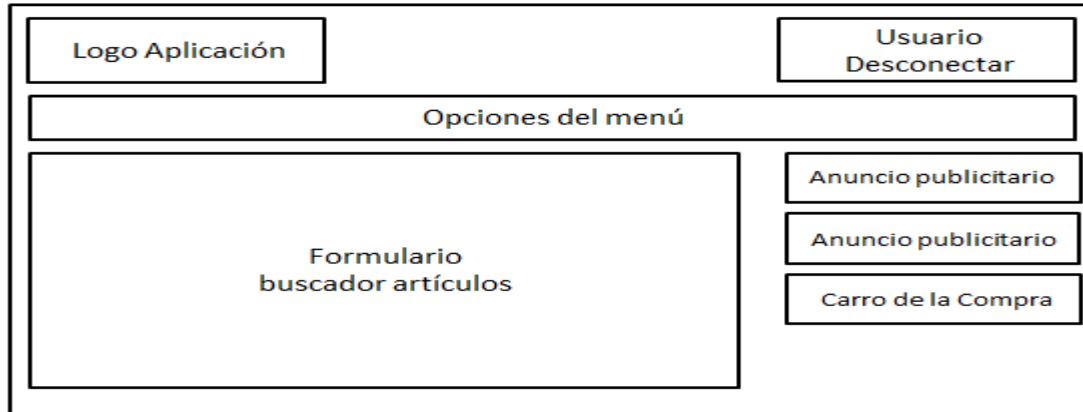 Logo Aplicación
Usuario
Desconectar
Opciones del menú
Anuncio publicitario
Formulario
buscador artículos
Anuncio publicitario
Carro de la Compra